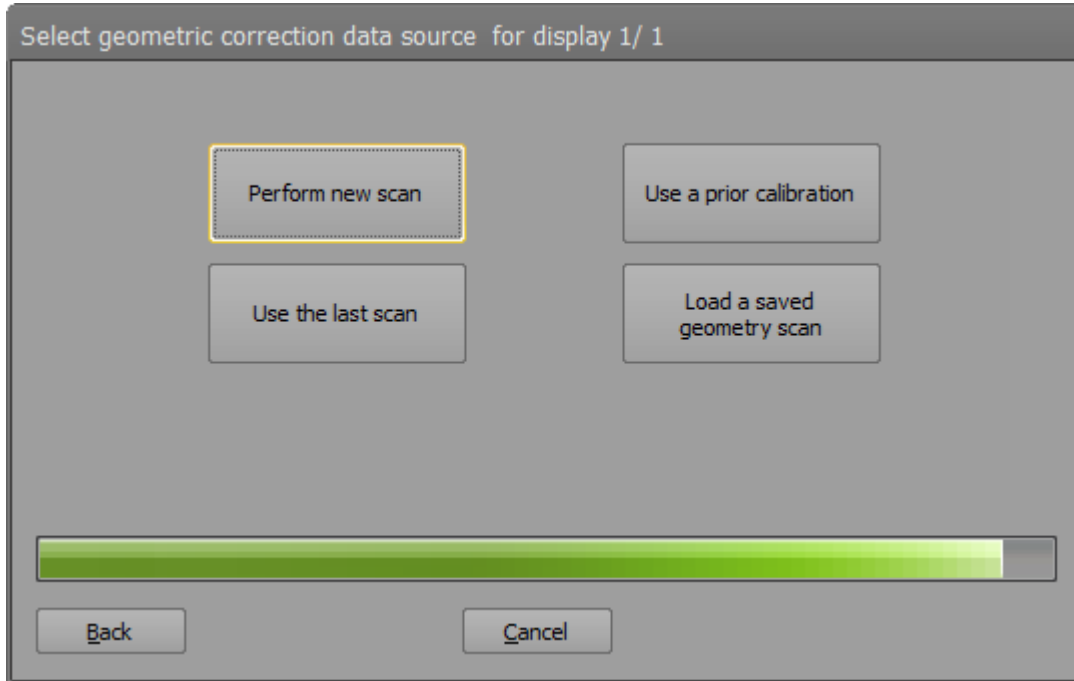 Select geometric correction data source  for display 1/ 1
Perform new scan
Use a prior calibration
Use the last scan
Load a saved
geometry scan
Back
Cancel